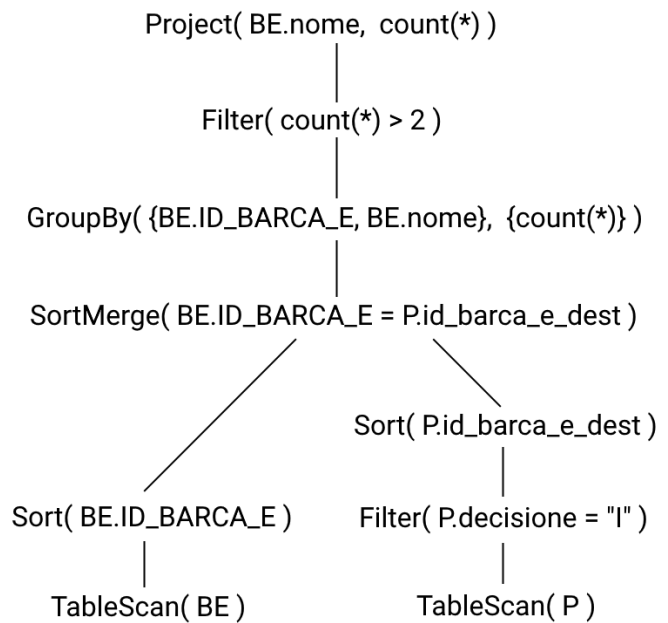 Project( BE.nome, count(*) )
Filter( count(*) > 2 )
GroupBy( {BE.ID_BARCA_E, BE.nome}, {count(*)} )
SortMerge( BE.ID_BARCA_E = P.id_barca_e_dest )
Sort( P.id_barca_e_dest )
Sort( BE.ID_BARCA_E )
Filter( P.decisione = "I" )
TableScan( BE )
TableScan( P )